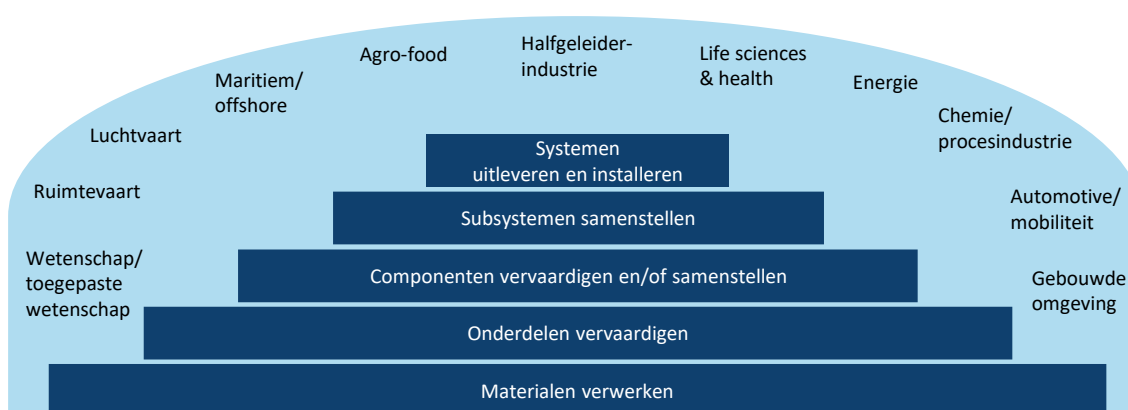 Halfgeleider-
industrie
Agro-food
Life sciences
& health
Maritiem/
offshore
Energie
Luchtvaart
Chemie/
procesindustrie
Ruimtevaart
Automotive/
mobiliteit
Wetenschap/
toegepaste
wetenschap
Gebouwde
omgeving
Systemen
uitleveren en installeren
Subsystemen samenstellen
Componenten vervaardigen en/of samenstellen
Onderdelen vervaardigen
Materialen verwerken